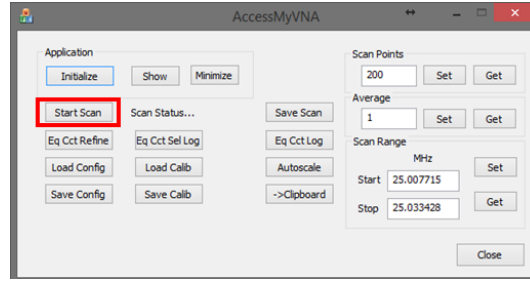 AccessMyVNA
Application
Initialize Show Minimize
Start Scan Scan Status... Save Scan
Eq Cct Refine Eq Cct Sel Log Eq Cct Log
Load Config Load Calib Autoscale
Save Config Save Calib ->Clipboard
Scan Points
200 Set Get
Average
1 Set Get
Scan Range
MHz
Start 25.007715 Set
Stop 25.033428 Get
Close